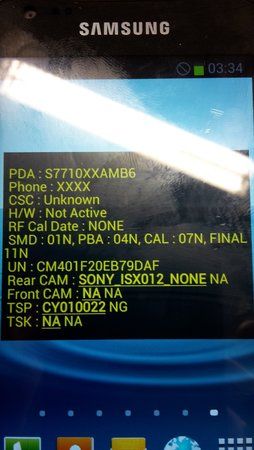 SAMSUNG
03:34
PDA : S7710XXAMB6
Phone : XXXX
CSC : Unknown
H/W : Not Active
RF Cal Date : NONE
SMD : 01N, PBA : 04N, CAL : 07N, FINAL
11N
UN : CM401F20EB79DAF
Rear CAM : SONY_ISX012_NONE NA
Front CAM : NA NA
TSP : CY010022 NG
TSK : NA NA